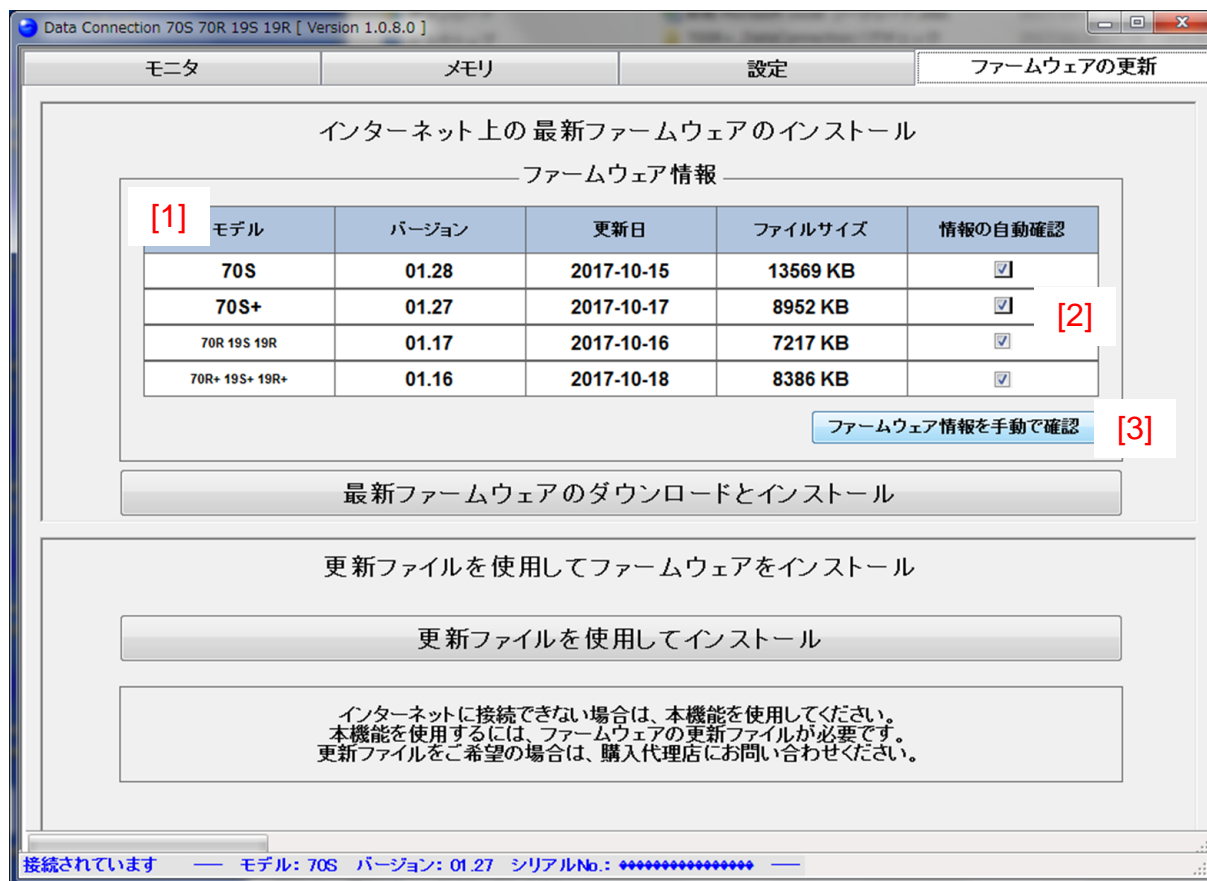 Data Connection 70S 70R 19S 19R [ Version 1.0.8.0 ]
モニタ メモリ 設定 ファームウェアの更新
インターネット上の最新ファームウェアのインストール
ファームウェア情報
[1] モデル バージョン 更新日 ファイルサイズ 情報の自動確認
70S 01.28 2017-10-15 13569 KB
70S+ 01.27 2017-10-17 8952 KB
[2]
70R 19S 19R 01.17 2017-10-16 7217 KB
70R+ 19S+ 19R+ 01.16 2017-10-18 8386 KB
ファームウェア情報を手動で確認 [3]
最新ファームウェアのダウンロードとインストール
更新ファイルを使用してファームウェアをインストール
更新ファイルを使用してインストール
インターネットに接続できない場合は、本機能を使用してください。
本機能を使用するには、ファームウェアの更新ファイルが必要です。
更新ファイルをご希望の場合は、購入代理店にお問い合わせください。
接続されています ── モデル: 70S バージョン: 01.27 シリアルNo.: ◆◆◆◆◆◆◆◆◆◆◆◆◆◆◆◆ ──